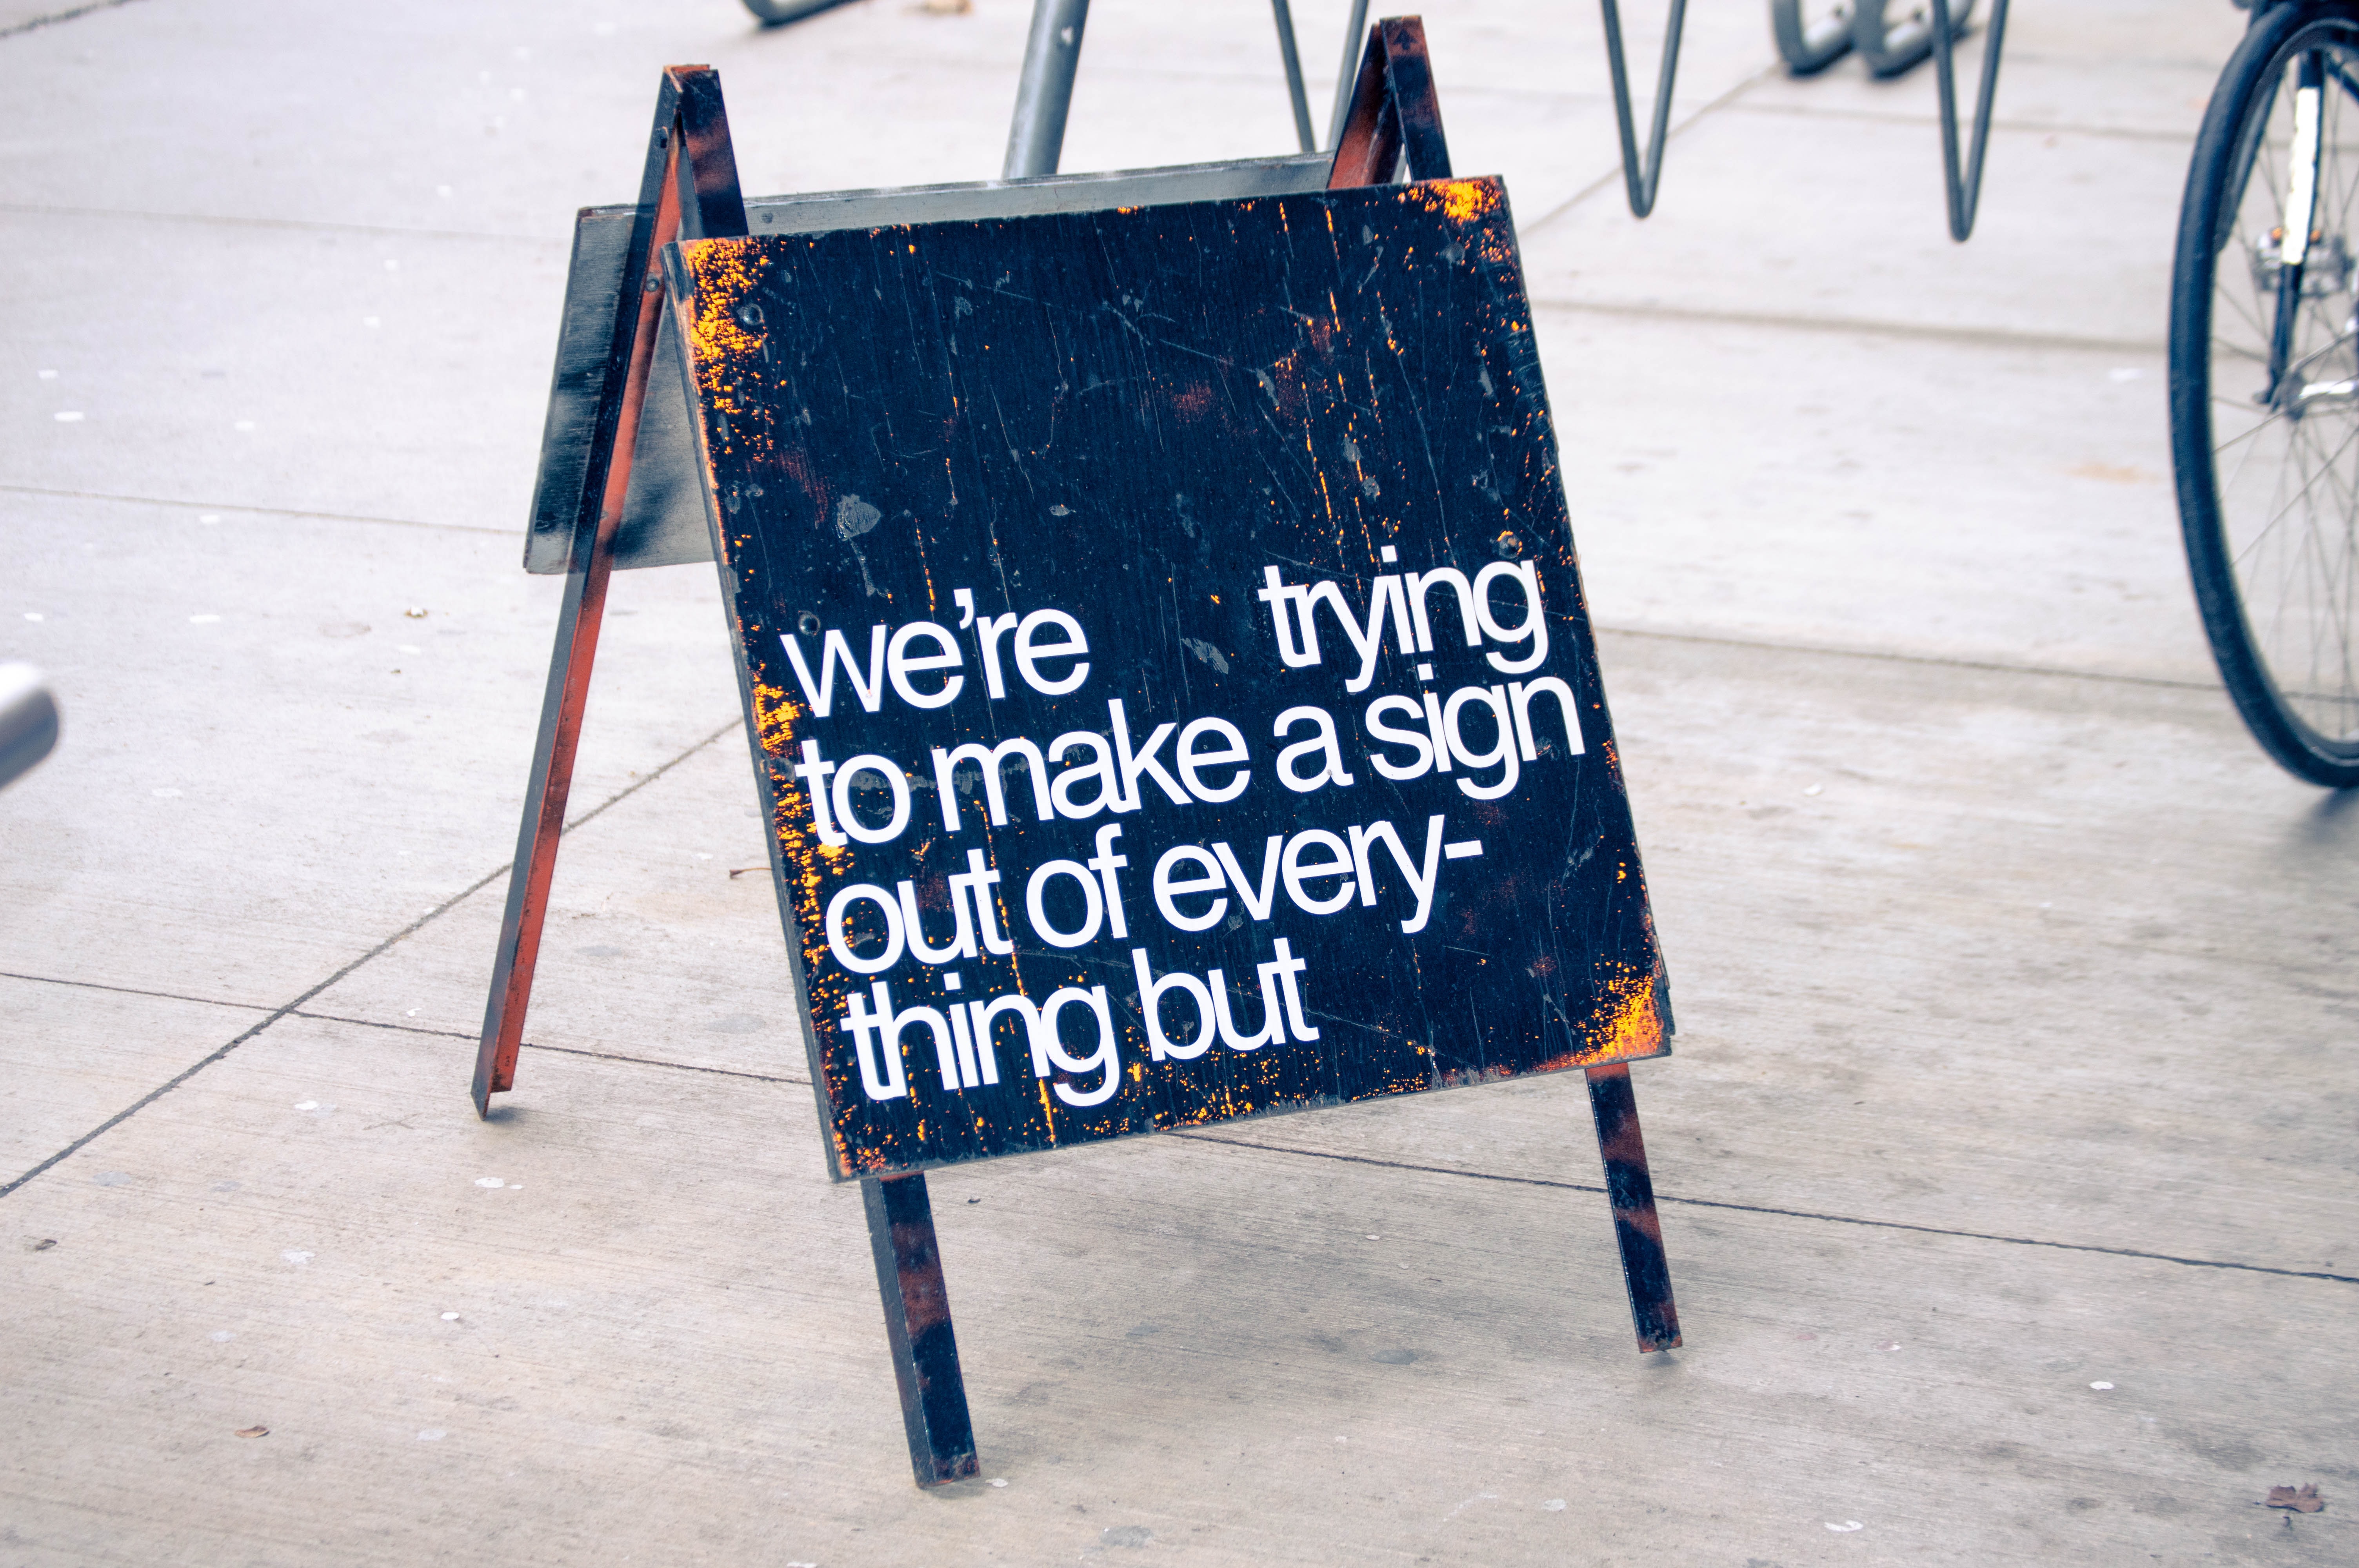 we're trying
to make a sign
out of every-
thing but